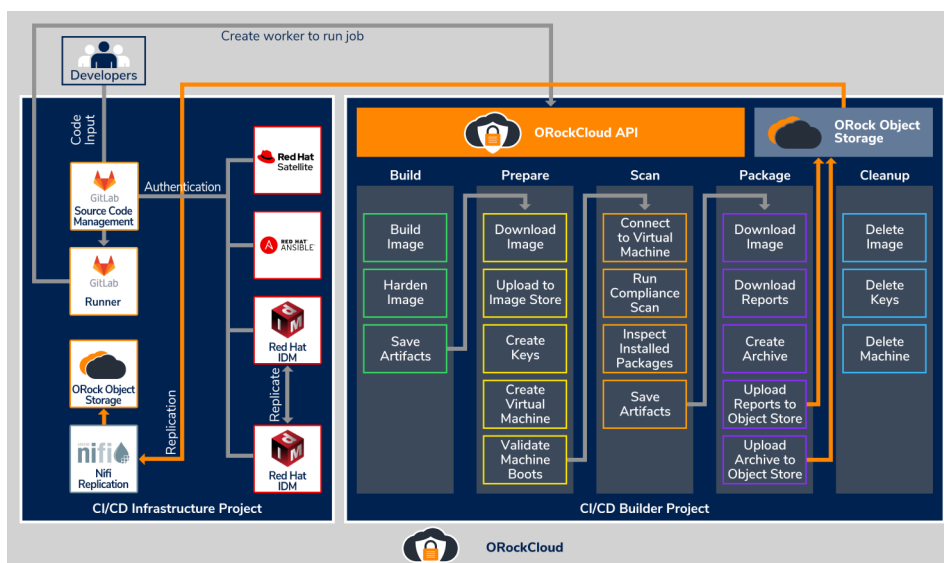 Create worker to run job
Developers
Code
Input
GitLab
Source Code
Management
Authentication
GitLab
Runner
ORock Object
Storage
Replication
nifi
Nifi
Replication
Red Hat
Satellite
RED HAT
ANSIBLE
Red Hat
IDM
Replicate
Red Hat
IDM
CI/CD Infrastructure Project
ORockCloud API
ORock Object
Storage
Build
Build
Image
Harden
Image
Save
Artifacts
Prepare
Download
Image
Upload to
Image Store
Create
Keys
Create
Virtual
Machine
Validate
Machine
Boots
Scan
Connect
to Virtual
Machine
Run
Compliance
Scan
Inspect
Installed
Packages
Save
Artifacts
Package
Download
Image
Download
Reports
Create
Archive
Upload
Reports to
Object Store
Upload
Archive to
Object Store
Cleanup
Delete
Image
Delete
Keys
Delete
Machine
CI/CD Builder Project
ORockCloud